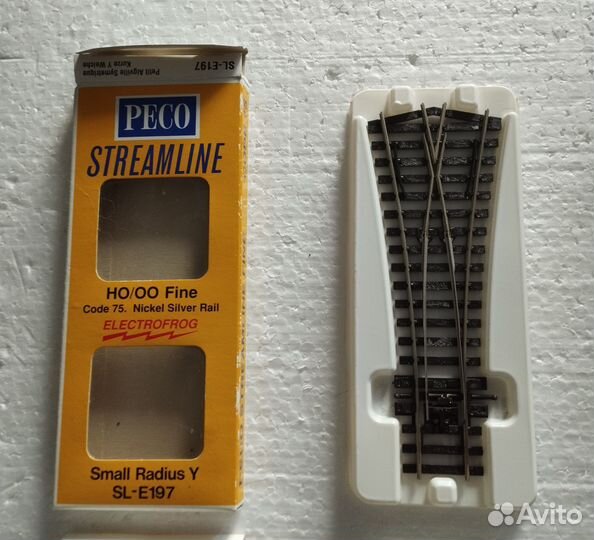 SL-E197
Petit Aiguille Symetrique
Kurze Y Weiche
PECO
STREAMLINE
HO/OO Fine
Code 75. Nickel Silver Rail
ELECTROFROG
Small Radius Y
SL-E197
Avito